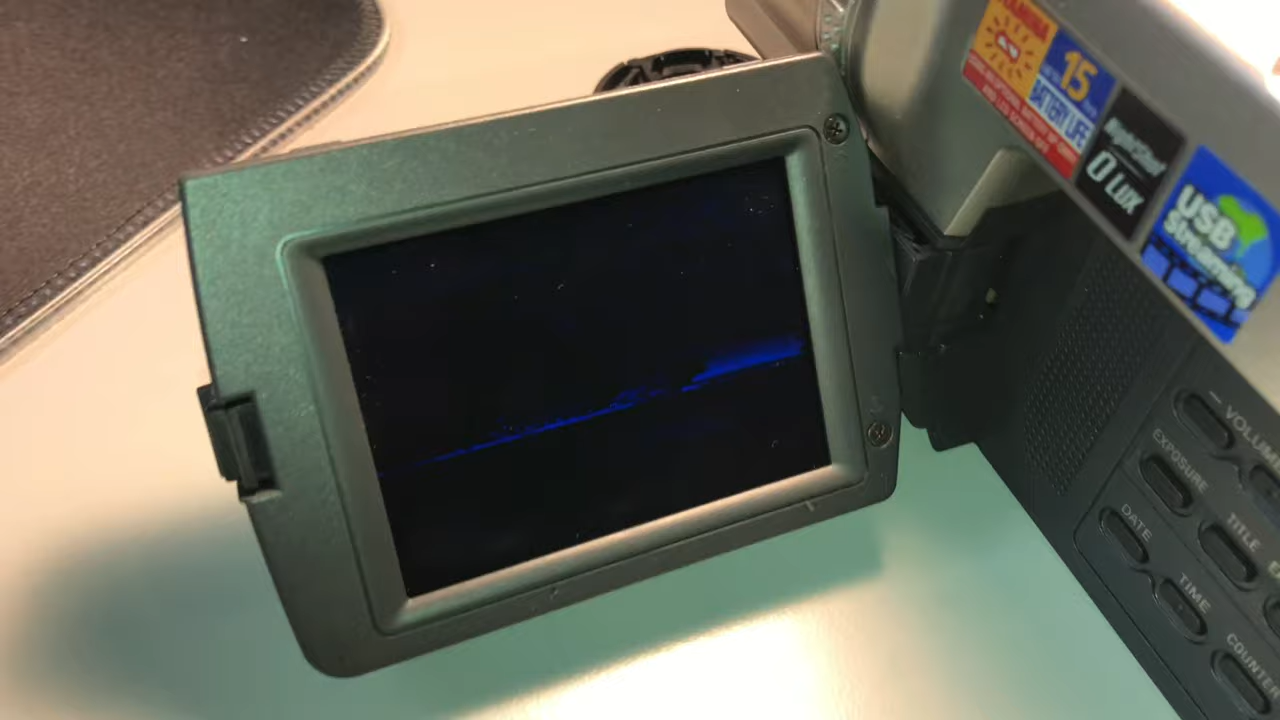 15
BATTERY LIFE
0 LUX
USB
Streaming
VOLUME
EXPOSURE
TITLE
DATE
TIME
COUNTER